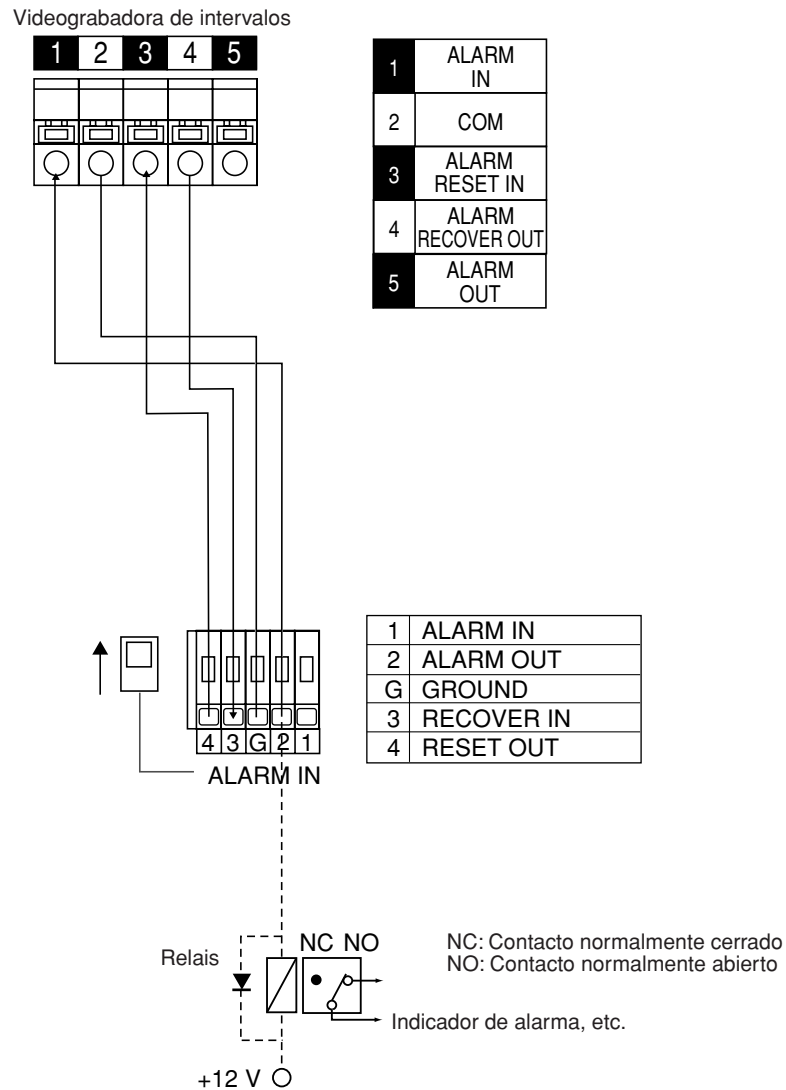 Videograbadora de intervalos
1 2 3 4 5
1 ALARM
IN
2 COM
3 ALARM
RESET IN
4 ALARM
RECOVER OUT
5 ALARM
OUT
1 ALARM IN
2 ALARM OUT
G GROUND
3 RECOVER IN
4 RESET OUT
4 3 G 2 1
ALARM IN
Relais
NC NO
NC: Contacto normalmente cerrado
NO: Contacto normalmente abierto
Indicador de alarma, etc.
+12 V